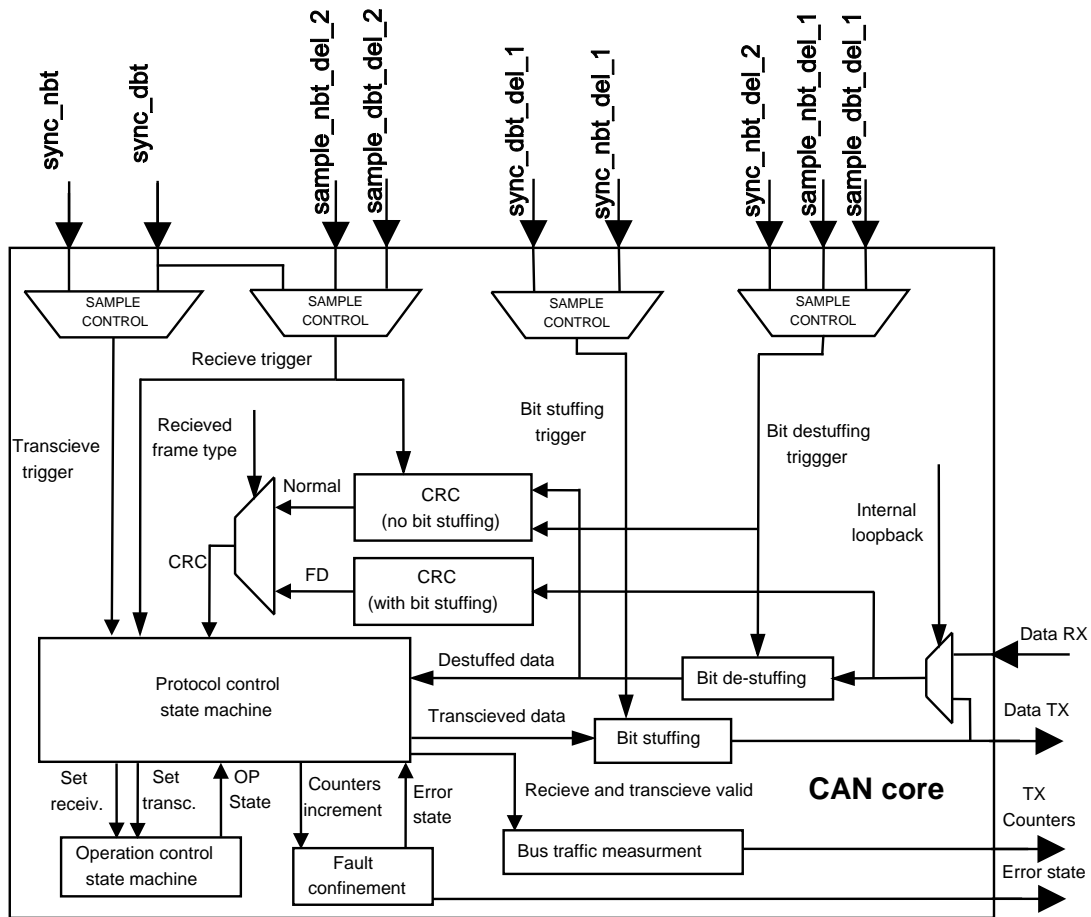 sync_nbt
sync_dbt
sample_nbt_del_2
sample_dbt_del_2
sync_dbt_del_1
sync_nbt_del_1
sync_nbt_del_2
sample_nbt_del_1
sample_dbt_del_1
SAMPLE
CONTROL
SAMPLE
CONTROL
SAMPLE
CONTROL
SAMPLE
CONTROL
Recieve trigger
Transcieve
trigger
Recieved
frame type
Bit stuffing
trigger
Bit destuffing
triggger
Internal
loopback
Normal
CRC
(no bit stuffing)
CRC
FD
CRC
(with bit stuffing)
Data RX
Destuffed data
Bit de-stuffing
Protocol control
state machine
Transcieved data
Bit stuffing
Data TX
Set
receiv.
Set
transc.
OP
State
Counters
increment
Error
state
Recieve and transcieve valid
CAN core
TX
Counters
Operation control
state machine
Fault
confinement
Bus traffic measurment
Error state